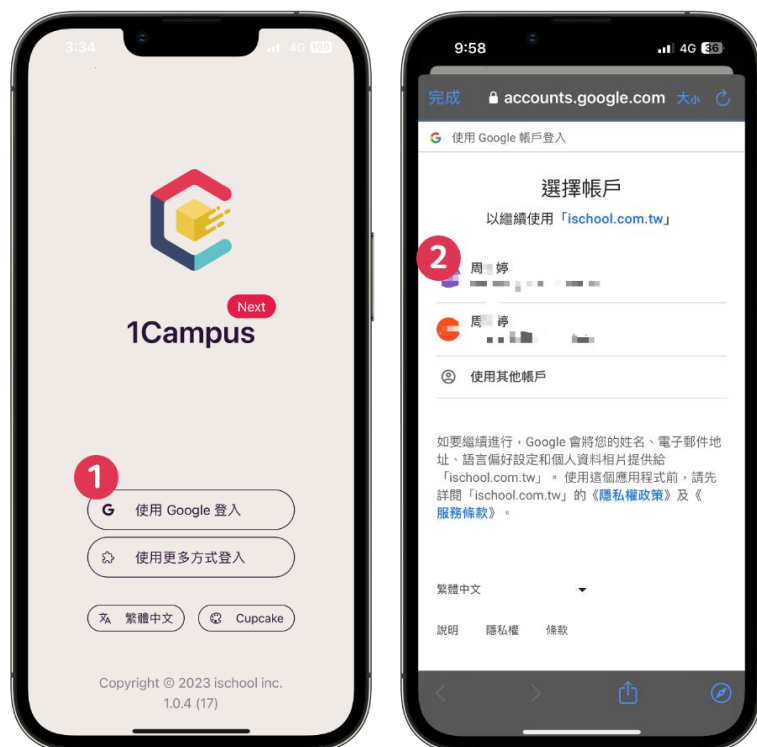 3:34
4G 100
Next
1Campus
1
使用 Google 登入
使用更多方式登入
繁體中文
Cupcake
Copyright © 2023 ischool inc.
1.0.4 (17)
9:58
4G 36
完成
accounts.google.com
大小
使用 Google 帳戶登入
選擇帳戶
以繼續使用「ischool.com.tw」
2
周 婷
周 婷
使用其他帳戶
如要繼續進行，Google 會將您的姓名、電子郵件地
址、語言偏好設定和個人資料相片提供給
「ischool.com.tw」。 使用這個應用程式前，請先
詳閱「ischool.com.tw」的《隱私權政策》及《
服務條款》。
繁體中文
說明 隱私權 條款